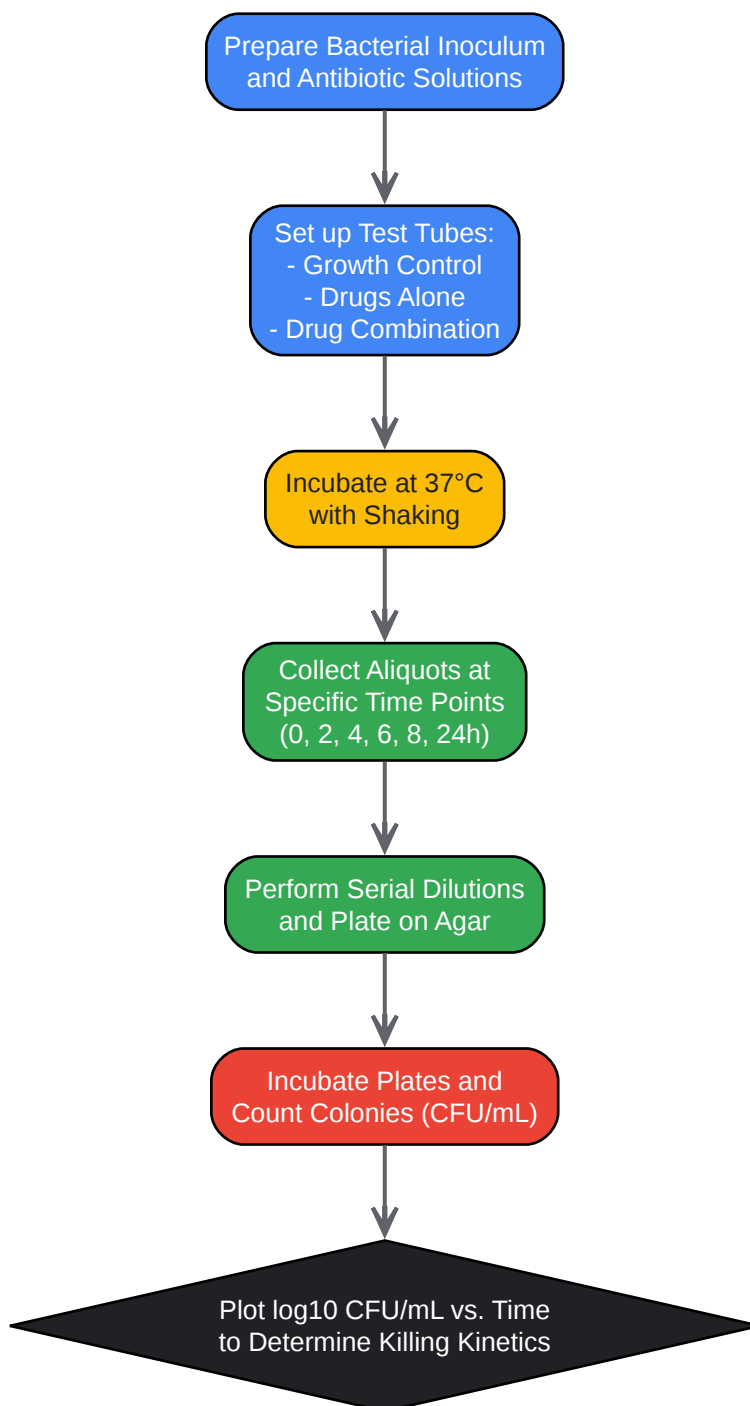 Prepare Bacterial Inoculum
and Antibiotic Solutions
Set up Test Tubes:
- Growth Control
- Drugs Alone
- Drug Combination
Incubate at 37°C
with Shaking
Collect Aliquots at
Specific Time Points
(0, 2, 4, 6, 8, 24h)
Perform Serial Dilutions
and Plate on Agar
Incubate Plates and
Count Colonies (CFU/mL)
Plot log10 CFU/mL vs. Time
to Determine Killing Kinetics